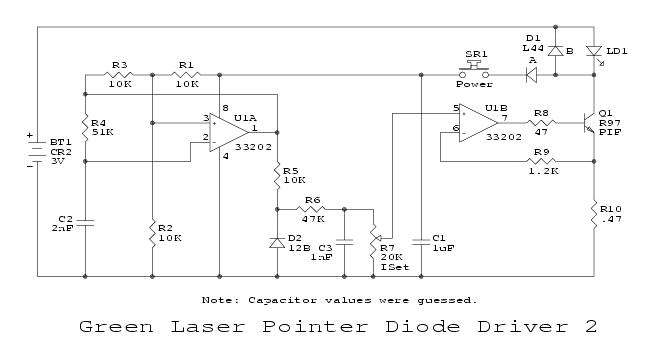 D1
L44
A
B
LD1
SR1
Power
R3
10K
R1
10K
R4
51K
8
3
+
2
-
U1A
1
33202
4
5
+
6
-
U1B
7
33202
R8
47
Q1
R97
PIF
+
BT1
CR2
3V
-
R9
1.2K
R5
10K
R6
47K
C2
2nF
R2
10K
D2
12B
C3
1nF
R7
20K
ISet
C1
1uF
R10
.47
Note: Capacitor values were guessed.
Green Laser Pointer Diode Driver 2